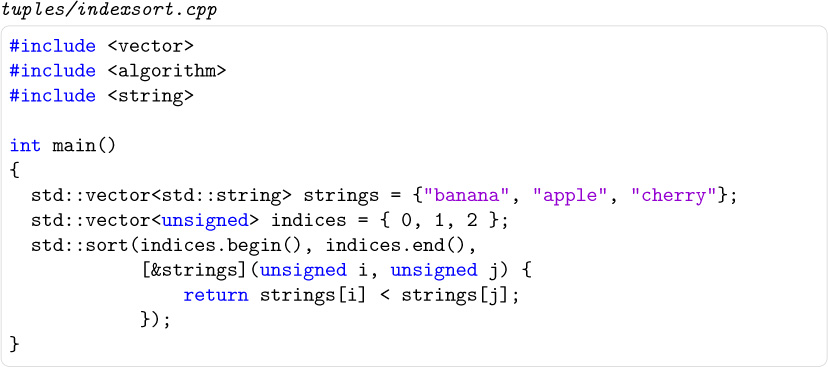 tuples/indexsort.cpp
#include <vector>
#include <algorithm>
#include <string>

int main()
{
  std::vector<std::string> strings = {"banana", "apple", "cherry"};
  std::vector<unsigned> indices = { 0, 1, 2 };
  std::sort(indices.begin(), indices.end(),
            [&strings](unsigned i, unsigned j) {
                return strings[i] < strings[j];
            });
}